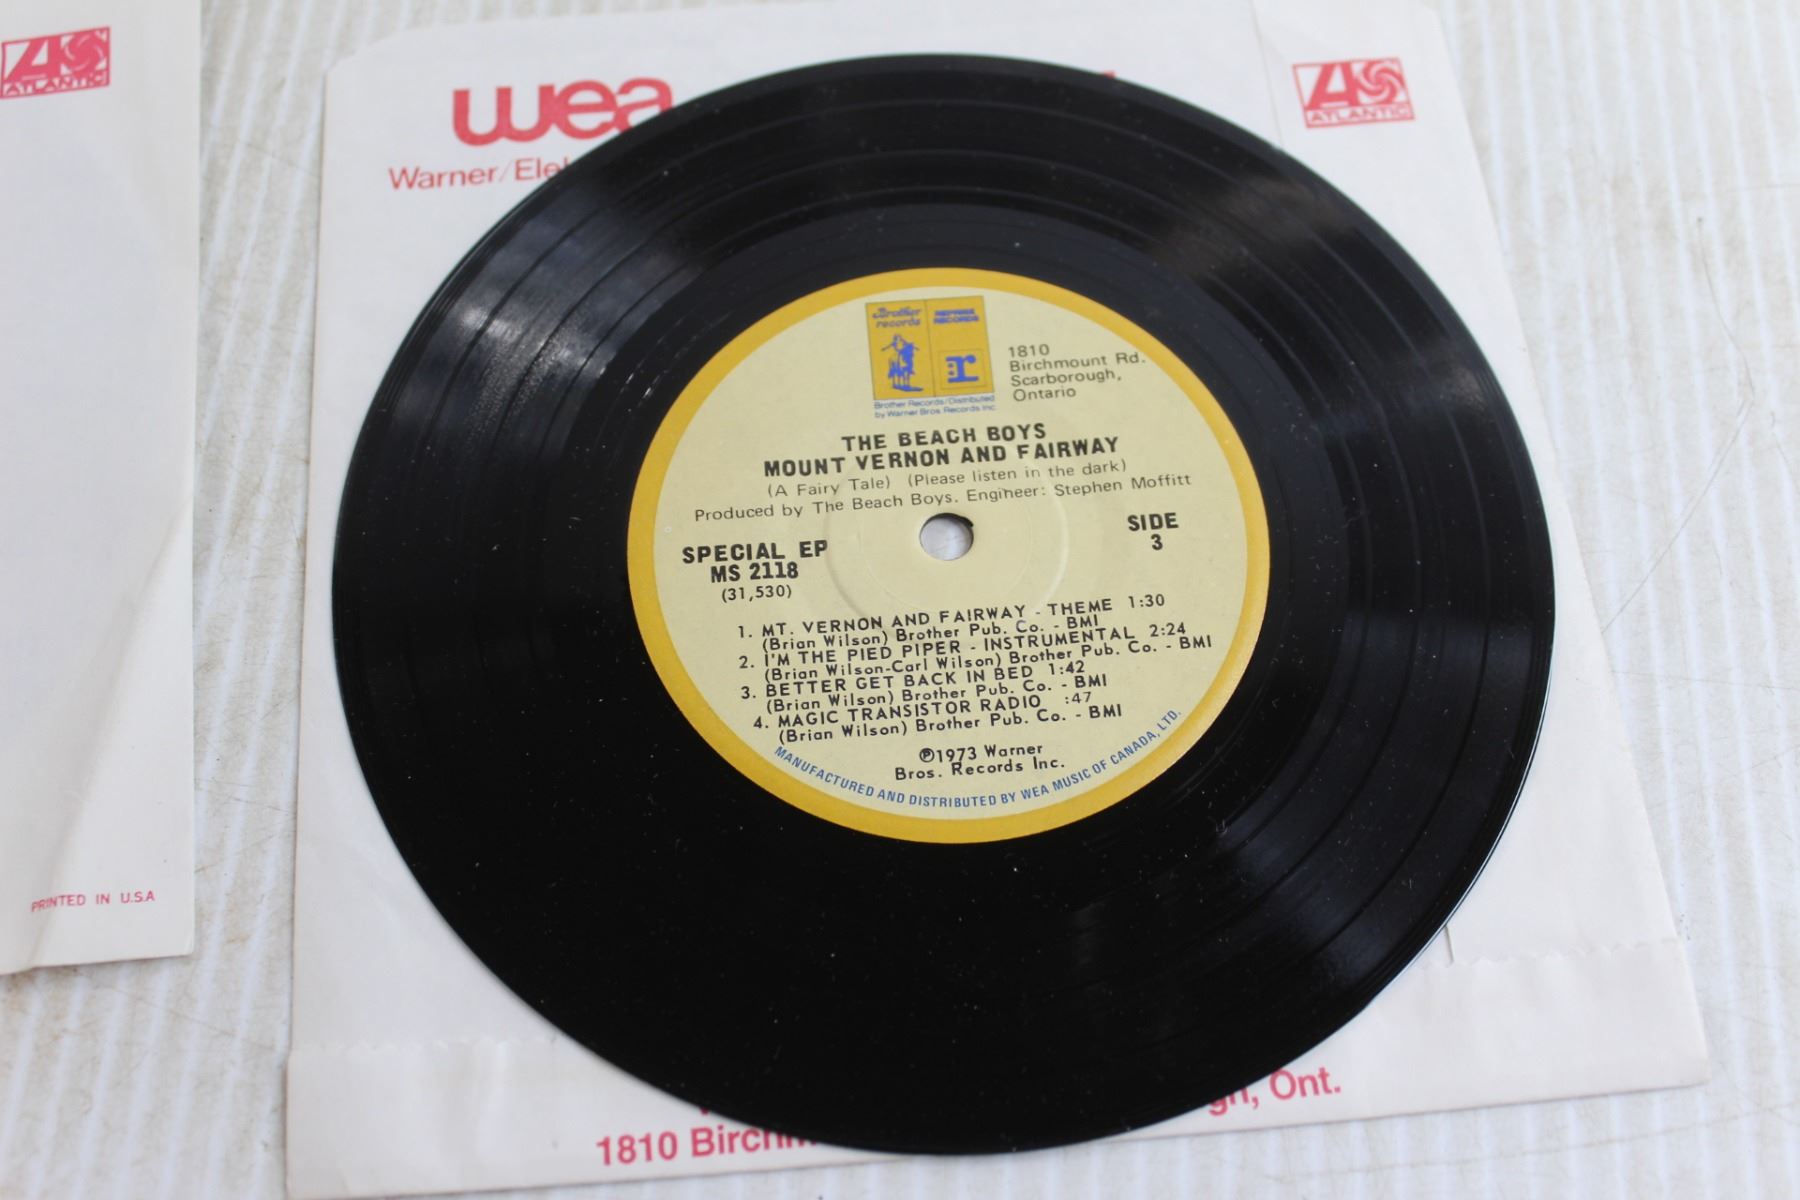 ATLANTIC
PRINTED IN U.S.A
wea
Warner/Ele
ATLANTIC
Brother records
REPRISE RECORDS
r
Brother Records/Distributed
by Warner Bros. Records Inc.
1810
Birchmount Rd.
Scarborough,
Ontario
THE BEACH BOYS
MOUNT VERNON AND FAIRWAY
(A Fairy Tale) (Please listen in the dark)
Produced by The Beach Boys. Engineer: Stephen Moffitt
SPECIAL EP
MS 2118
(31,530)
SIDE
3
1. MT. VERNON AND FAIRWAY - THEME 1:30
(Brian Wilson) Brother Pub. Co. - BMI
2. I'M THE PIED PIPER - INSTRUMENTAL 2:24
(Brian Wilson-Carl Wilson) Brother Pub. Co. - BMI
3. BETTER GET BACK IN BED 1:42
(Brian Wilson) Brother Pub. Co. - BMI
4. MAGIC TRANSISTOR RADIO :47
(Brian Wilson) Brother Pub. Co. - BMI
℗1973 Warner
Bros. Records Inc.
MANUFACTURED AND DISTRIBUTED BY WEA MUSIC OF CANADA, LTD.
gh, Ont.
1810 Birchm